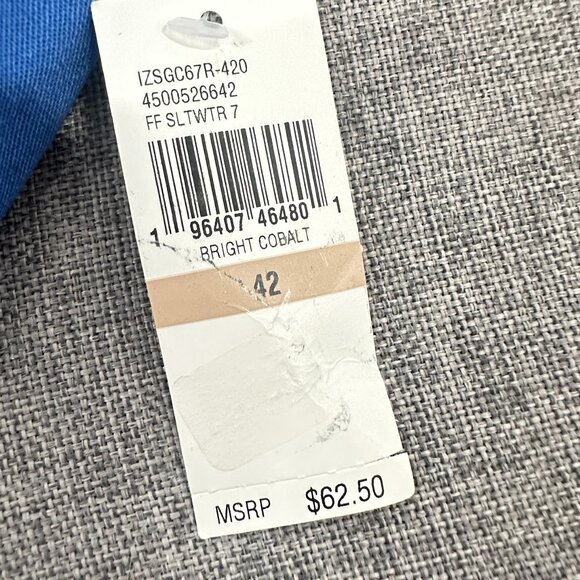 IZSGC67R-420
4500526642
FF SLTWTR 7
1 96407 46480 1
BRIGHT COBALT
42
MSRP $62.50